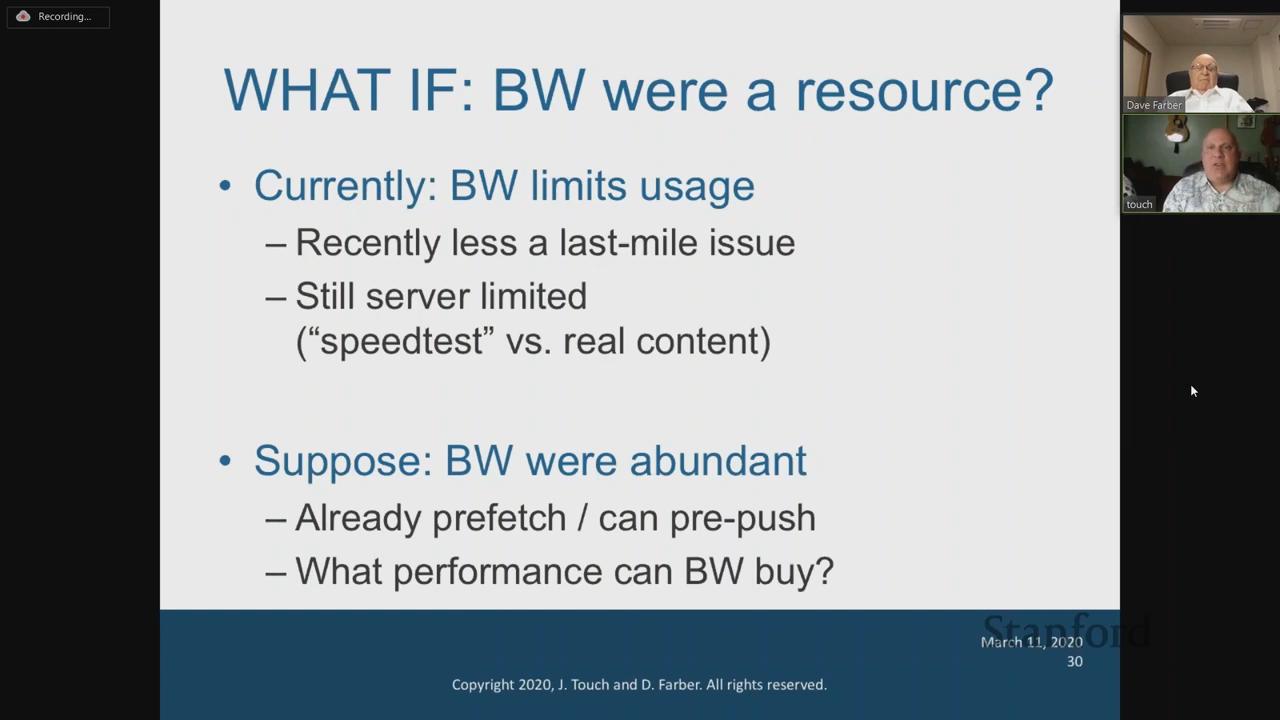 Recording...
WHAT IF: BW were a resource?
• Currently: BW limits usage
– Recently less a last-mile issue
– Still server limited
(“speedtest” vs. real content)
• Suppose: BW were abundant
– Already prefetch / can pre-push
– What performance can BW buy?
Stanford
March 11, 2020
30
Copyright 2020, J. Touch and D. Farber. All rights reserved.
Dave Farber
touch